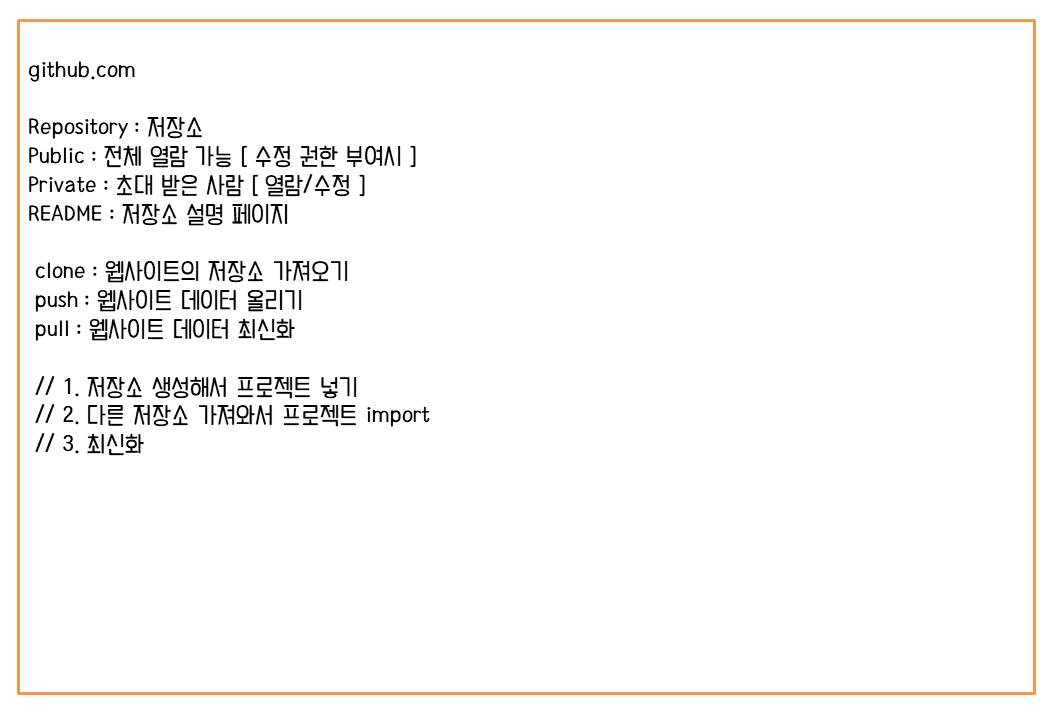 github.com
Repository : 저장소
Public : 전체 열람 가능 [ 수정 권한 부여시 ]
Private : 초대 받은 사람 [ 열람/수정 ]
README : 저장소 설명 페이지
clone : 웹사이트의 저장소 가져오기
push : 웹사이트 데이터 올리기
pull : 웹사이트 데이터 최신화
// 1. 저장소 생성해서 프로젝트 넣기
// 2. 다른 저장소 가져와서 프로젝트 import
// 3. 최신화